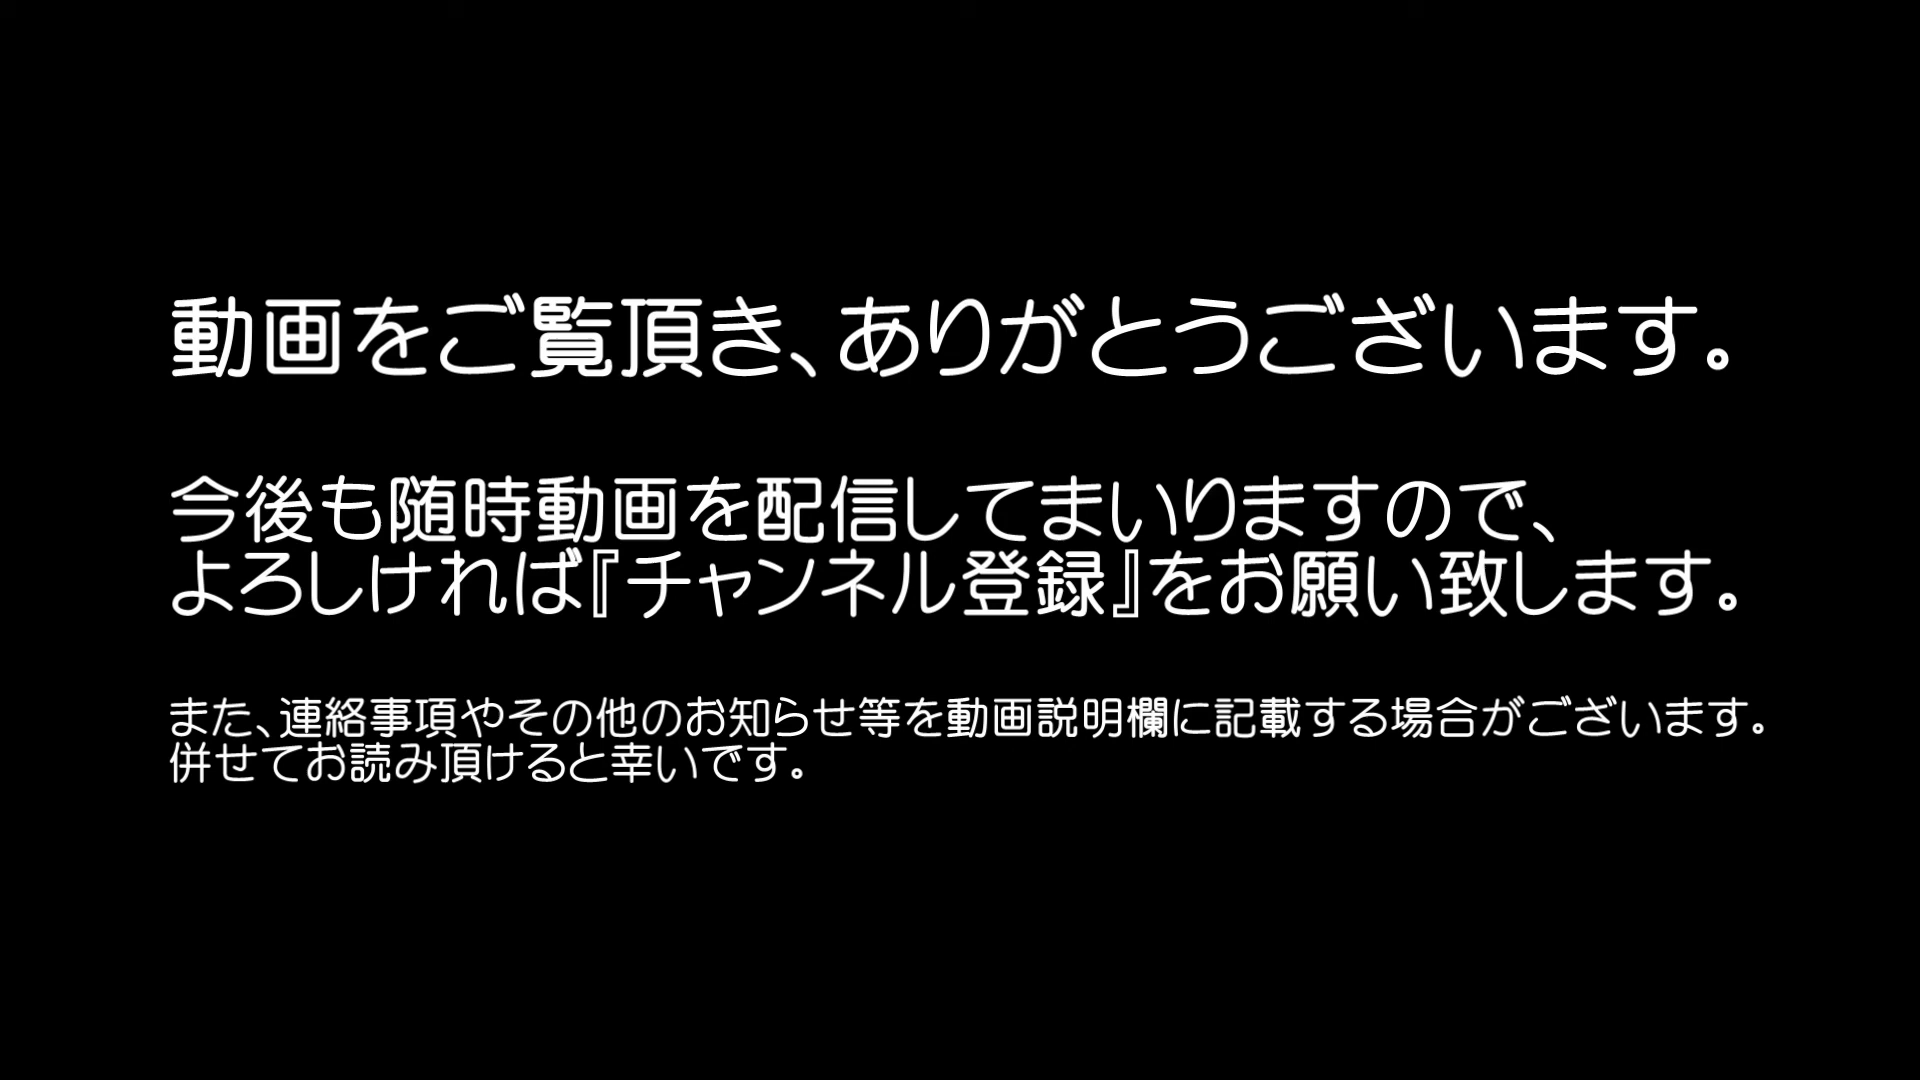 動画をご覧頂き、ありがとうございます。
今後も随時動画を配信してまいりますので、
よろしければ『チャンネル登録』をお願い致します。
また、連絡事項やその他のお知らせ等を動画説明欄に記載する場合がございます。
併せてお読み頂けると幸いです。